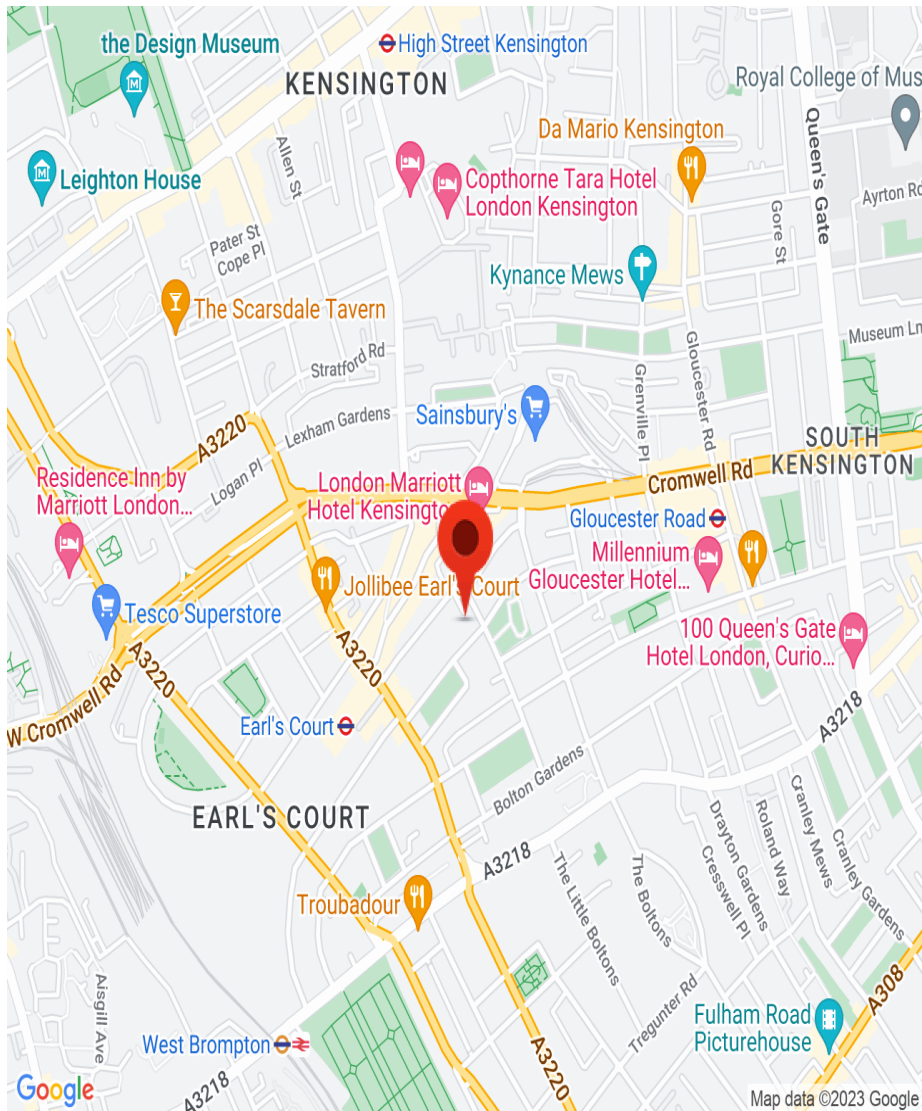 the Design Museum
High Street Kensington
KENSINGTON
Royal College of Mus
Da Mario Kensington
Queen's Gate
Allen St
Leighton House
Copthorne Tara Hotel
London Kensington
Ayrton Rd
Gore St
Pater St
Cope Pl
Kynance Mews
The Scarsdale Tavern
Museum Ln
Stratford Rd
Gloucester Rd
Grenville Pl
Sainsbury's
Lexham Gardens
A3220
SOUTH
KENSINGTON
Logan Pl
Residence Inn by
Marriott London...
London Marriott
Hotel Kensingto
Cromwell Rd
Gloucester Road
Millennium
Gloucester Hotel...
Jollibee Earl's Court
Tesco Superstore
100 Queen's Gate
Hotel London, Curio...
A3220
A3220
W Cromwell Rd
Earl's Court
A3218
Bolton Gardens
EARL'S COURT
Cranley Mews
Roland Way
Drayton Gardens
Cresswell Pl
Cranley Gardens
A3218
The Boltons
The Little Boltons
Troubadour
Aisgill Ave
A308
Tregunter Rd
Fulham Road
Picturehouse
West Brompton
A3220
A3218
Google
Map data ©2023 Google